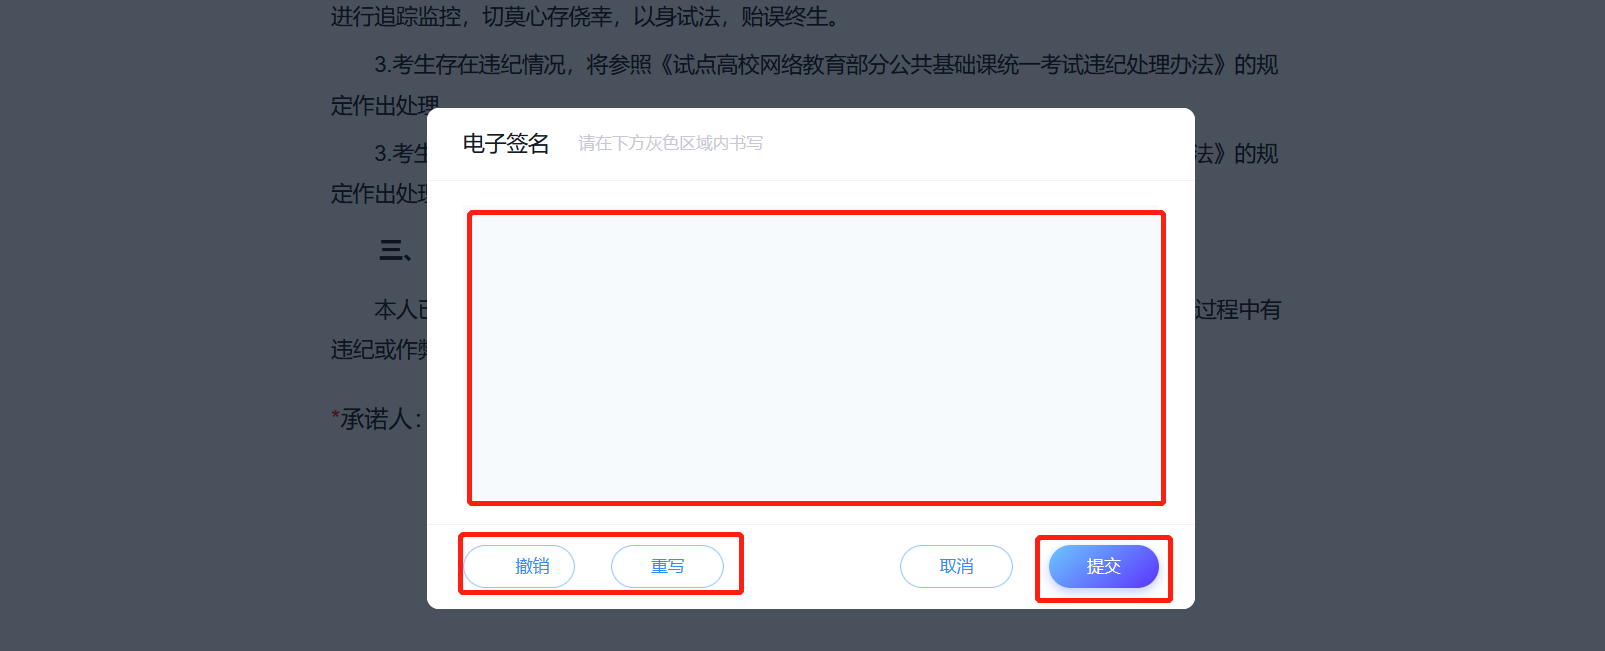 进行追踪监控，切莫心存侥幸，以身试法，贻误终生。
3.考生存在违纪情况，将参照《试点高校网络教育部分公共基础课统一考试违纪处理办法》的规
定作出处理
电子签名 请在下方灰色区域内书写
3.考生 法》的规
定作出处
三、
本人 过程中有
违纪或作
*承诺人：
撤销 重写 取消 提交